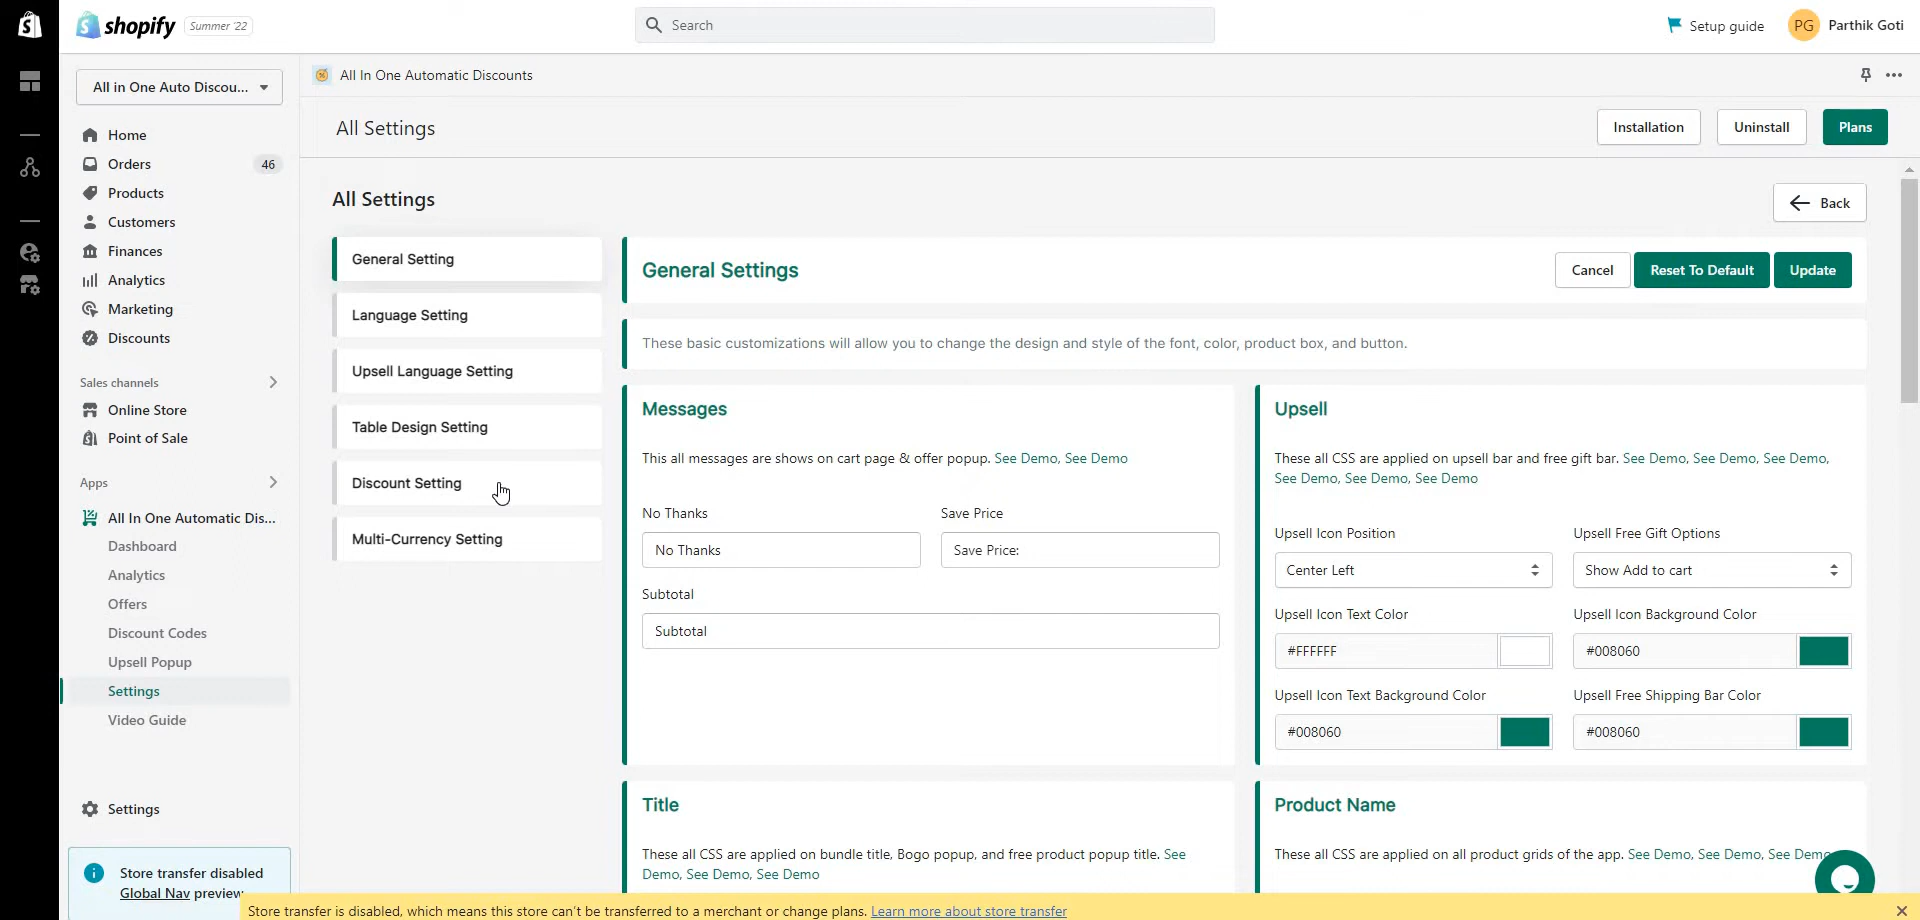 shopify
Summer '22
Search
Setup guide
PG
Parthik Goti
All in One Auto Discou...
Home
Orders
46
Products
Customers
Finances
Analytics
Marketing
Discounts
Sales channels
Online Store
Point of Sale
Apps
All In One Automatic Dis...
Dashboard
Analytics
Offers
Discount Codes
Upsell Popup
Settings
Video Guide
Settings
Store transfer disabled
Global Nav preview
All In One Automatic Discounts
All Settings
Installation
Uninstall
Plans
All Settings
Back
General Setting
Language Setting
Upsell Language Setting
Table Design Setting
Discount Setting
Multi-Currency Setting
General Settings
Cancel
Reset To Default
Update
These basic customizations will allow you to change the design and style of the font, color, product box, and button.
Messages
This all messages are shows on cart page & offer popup. See Demo, See Demo
No Thanks
Save Price
No Thanks
Save Price:
Subtotal
Subtotal
Upsell
These all CSS are applied on upsell bar and free gift bar. See Demo, See Demo, See Demo,
See Demo, See Demo, See Demo
Upsell Icon Position
Upsell Free Gift Options
Center Left
Show Add to cart
Upsell Icon Text Color
Upsell Icon Background Color
#FFFFFF
#008060
Upsell Icon Text Background Color
Upsell Free Shipping Bar Color
#008060
#008060
Title
These all CSS are applied on bundle title, Bogo popup, and free product popup title. See
Demo, See Demo, See Demo
Product Name
These all CSS are applied on all product grids of the app. See Demo, See Demo, See Demo
Store transfer is disabled, which means this store can't be transferred to a merchant or change plans. Learn more about store transfer